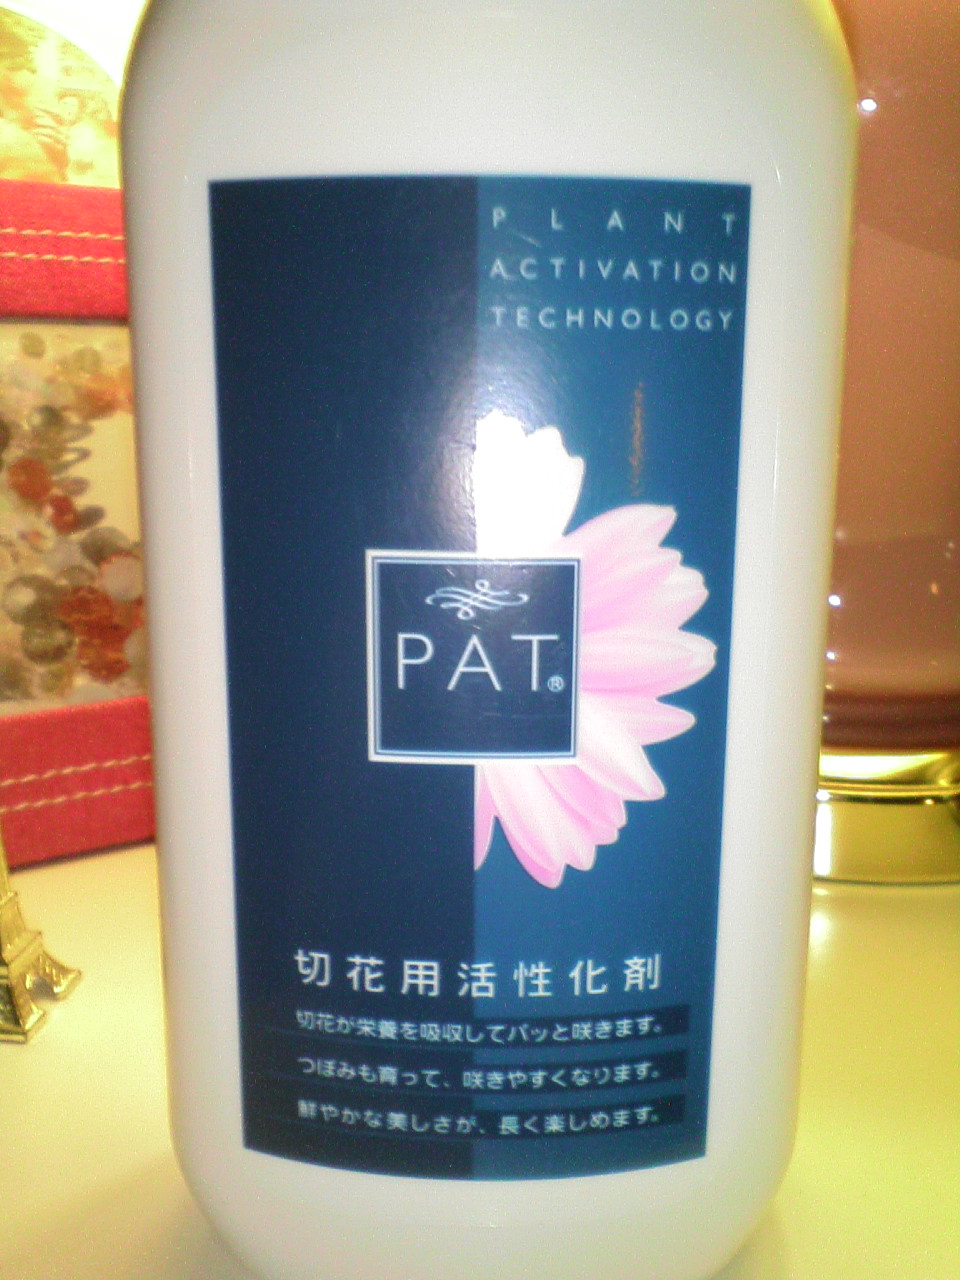 PLANT
ACTIVATION
TECHNOLOGY
PAT®
切花用活性化剤
切花が栄養を吸収してパッと咲きます。
つぼみも育って、咲きやすくなります。
鮮やかな美しさが、長く楽しめます。